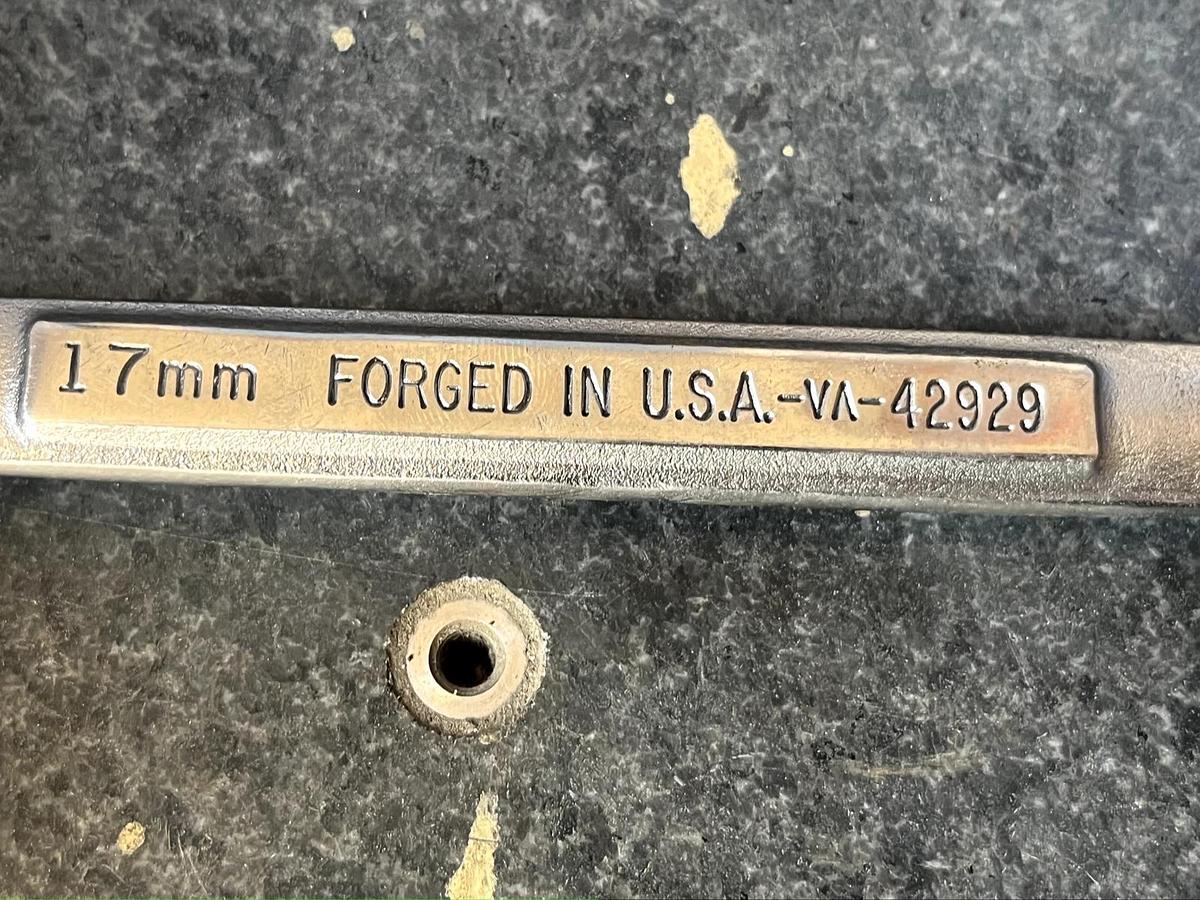 17mm FORGED IN U.S.A.-VΛ-42929